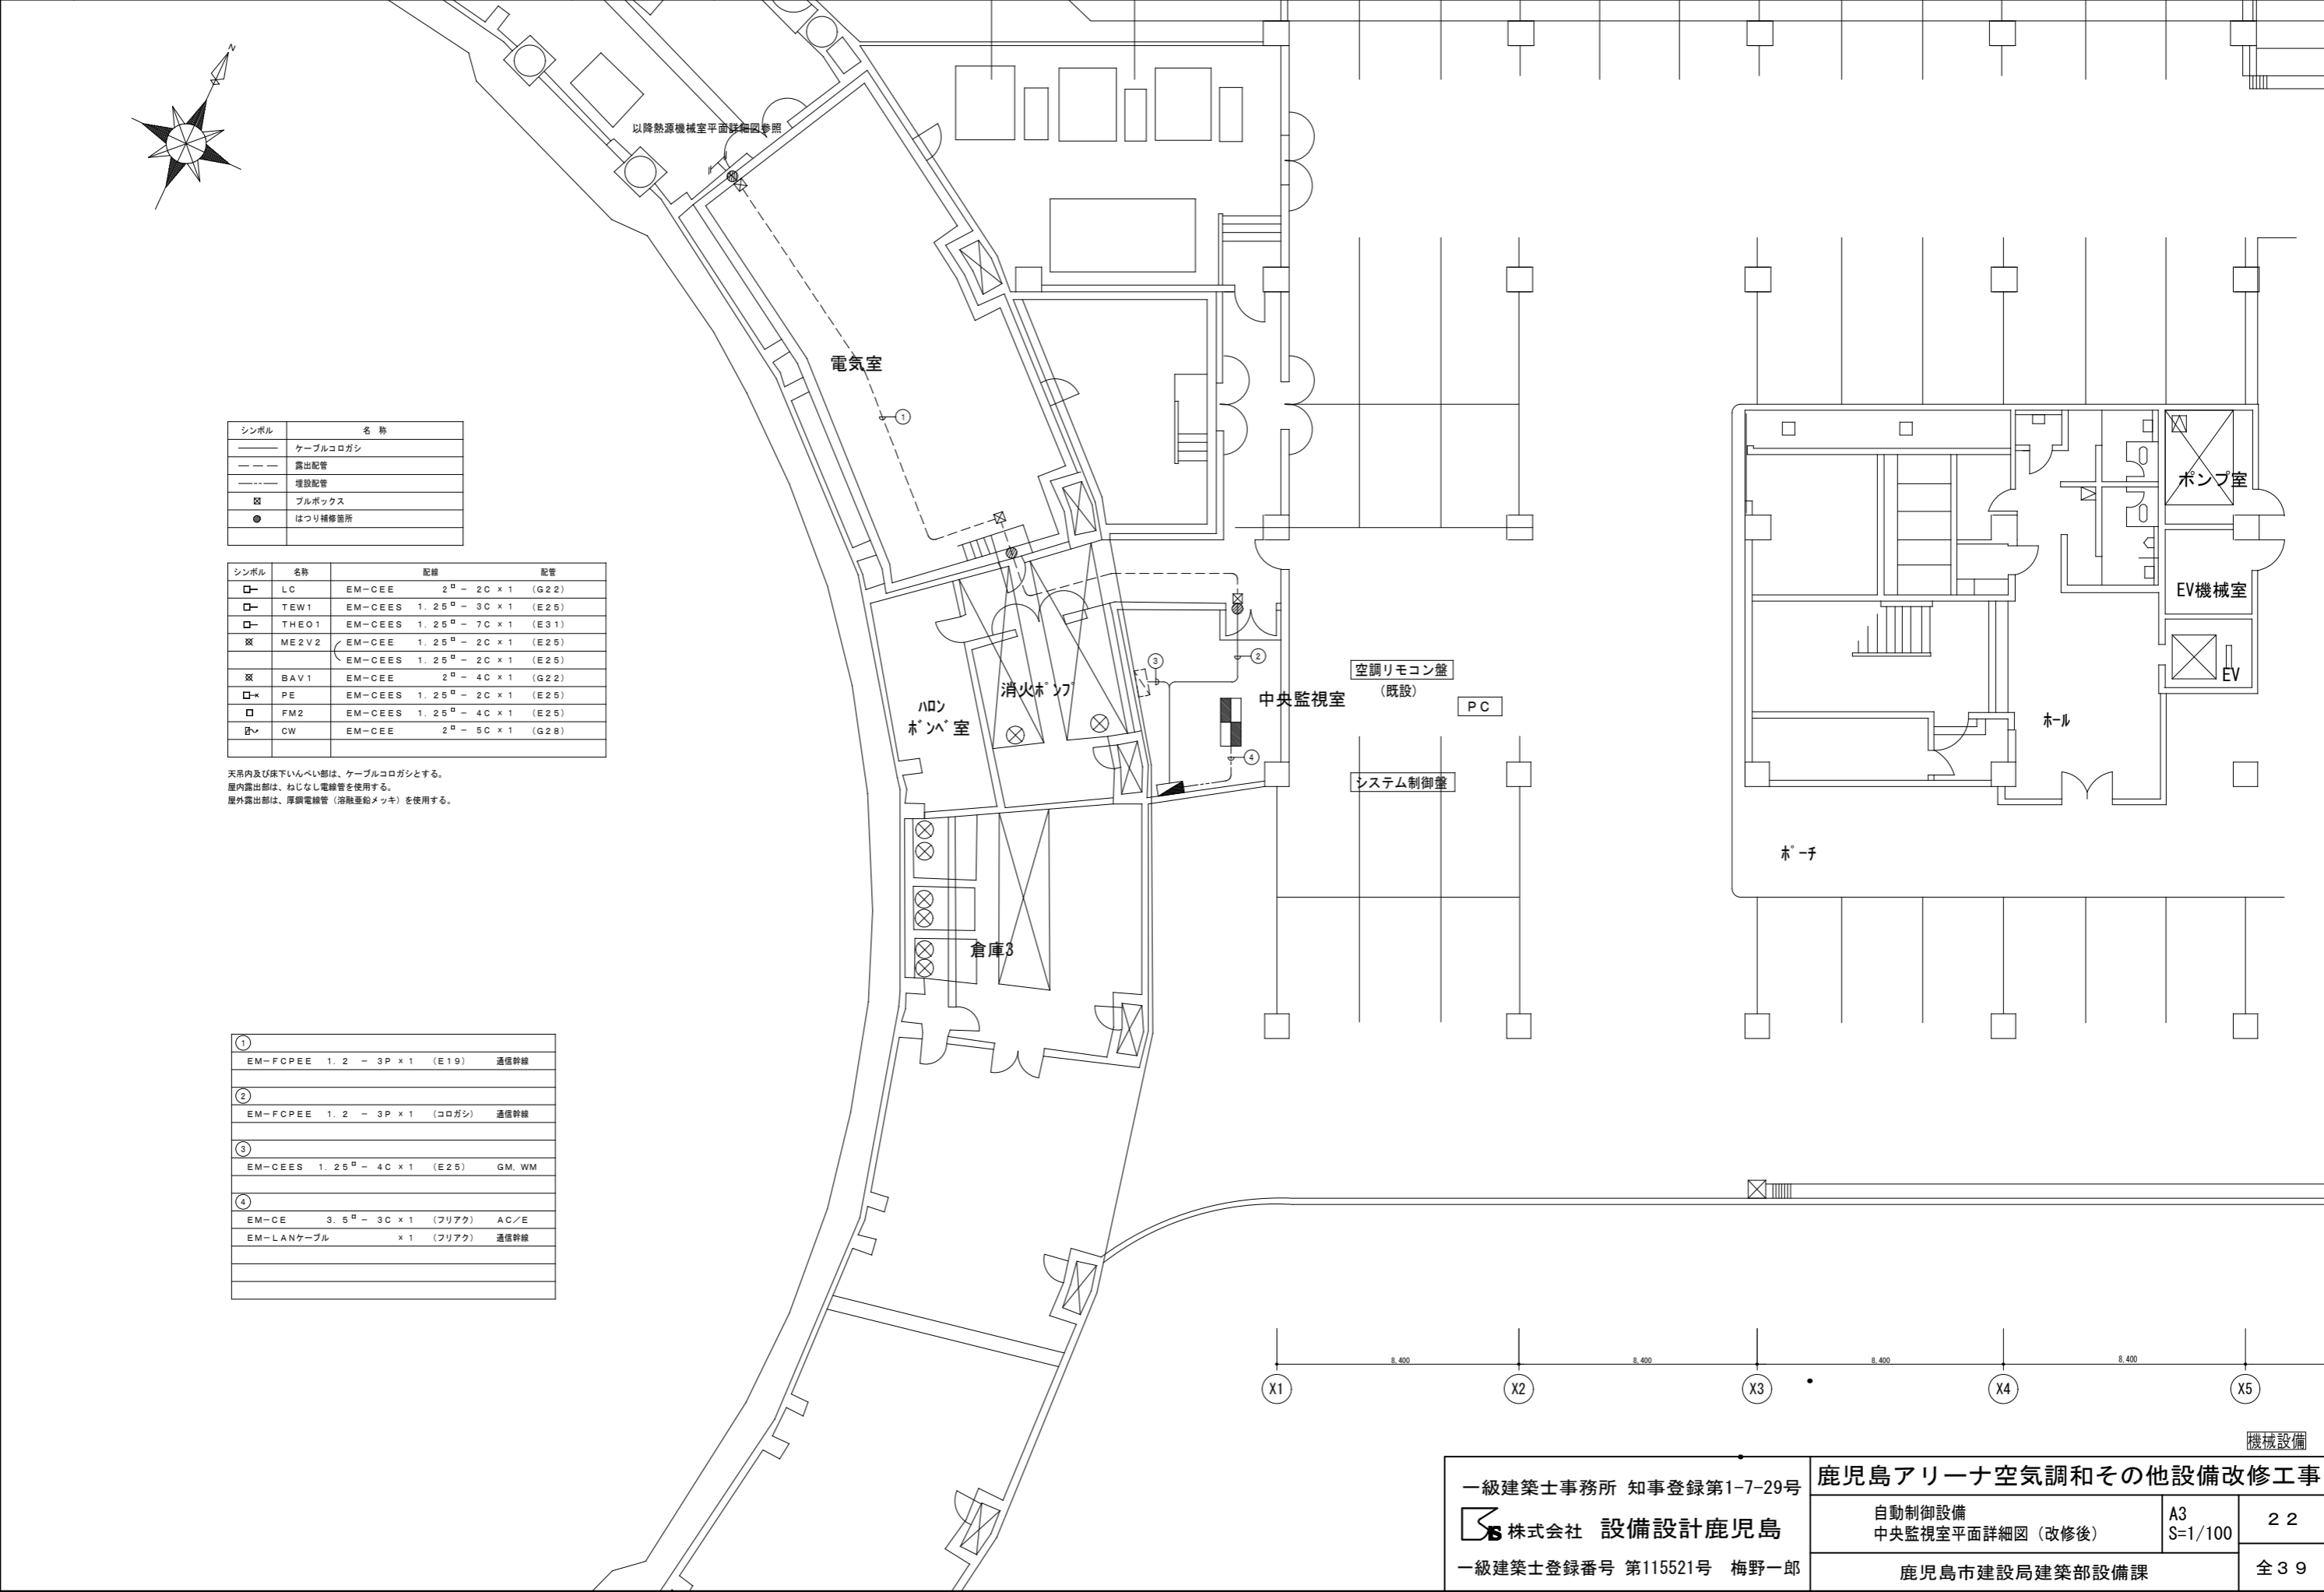 N
以降熱源機械室平面詳細図参照
電気室
1
シンボル 名 称
ケーブルコロガシ
露出配管
埋設配管
プルボックス
はつり補修箇所
シンボル 名称 配線 配管
LC EM-CEE 2□ - 2C × 1 (G22)
TEW1 EM-CEES 1.25□ - 3C × 1 (E25)
THEO1 EM-CEES 1.25□ - 7C × 1 (E31)
ME2V2 EM-CEE 1.25□ - 2C × 1 (E25)
EM-CEES 1.25□ - 2C × 1 (E25)
BAV1 EM-CEE 2□ - 4C × 1 (G22)
PE EM-CEES 1.25□ - 2C × 1 (E25)
FM2 EM-CEES 1.25□ - 4C × 1 (E25)
CW EM-CEE 2□ - 5C × 1 (G28)
天吊内及び床下いんぺい部は、ケーブルコロガシとする。
屋内露出部は、ねじなし電線管を使用する。
屋外露出部は、厚鋼電線管（溶融亜鉛メッキ）を使用する。
ハロン
ボンベ室
消火ポンプ
3
2
4
中央監視室
空調リモコン盤
（既設）
PC
システム制御盤
倉庫3
ポンプ室
EV機械室
EV
ホール
ポーチ
1
EM-FCPEE 1.2 - 3P × 1 (E19) 通信幹線
2
EM-FCPEE 1.2 - 3P × 1 (コロガシ) 通信幹線
3
EM-CEES 1.25□ - 4C × 1 (E25) GM, WM
4
EM-CE 3.5□ - 3C × 1 (フリアク) AC/E
EM-LANケーブル × 1 (フリアク) 通信幹線
8,400 8,400 8,400 8,400
X1 X2 X3 X4 X5
機械設備
一級建築士事務所 知事登録第1-7-29号
株式会社 設備設計鹿児島
一級建築士登録番号 第115521号 梅野一郎
鹿児島アリーナ空気調和その他設備改修工事
自動制御設備
中央監視室平面詳細図（改修後）
A3
S=1/100
22
鹿児島市建設局建築部設備課
全39